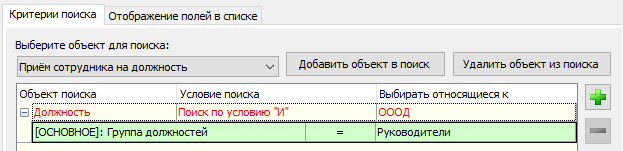 Критерии поиска Отображение полей в списке
Выберите объект для поиска:
Приём сотрудника на должность Добавить объект в поиск Удалить объект из поиска
Объект поиска Условие поиска Выбирать относящиеся к
Должность Поиск по условию "И" ОООД
[ОСНОВНОЕ]: Группа должностей = Руководители